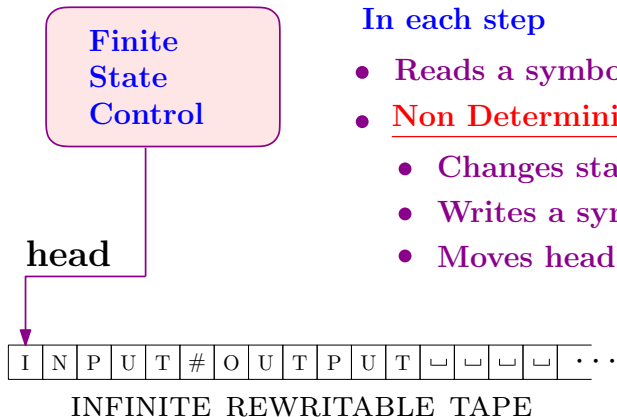 Finite
State
Control
In each step
• Reads a
• Non
• Changes
• Writes a
• Moves head
head
I N P U T # O U T P U T ␣ ␣ ␣ ␣ ···
INFINITE REWRITABLE TAPE